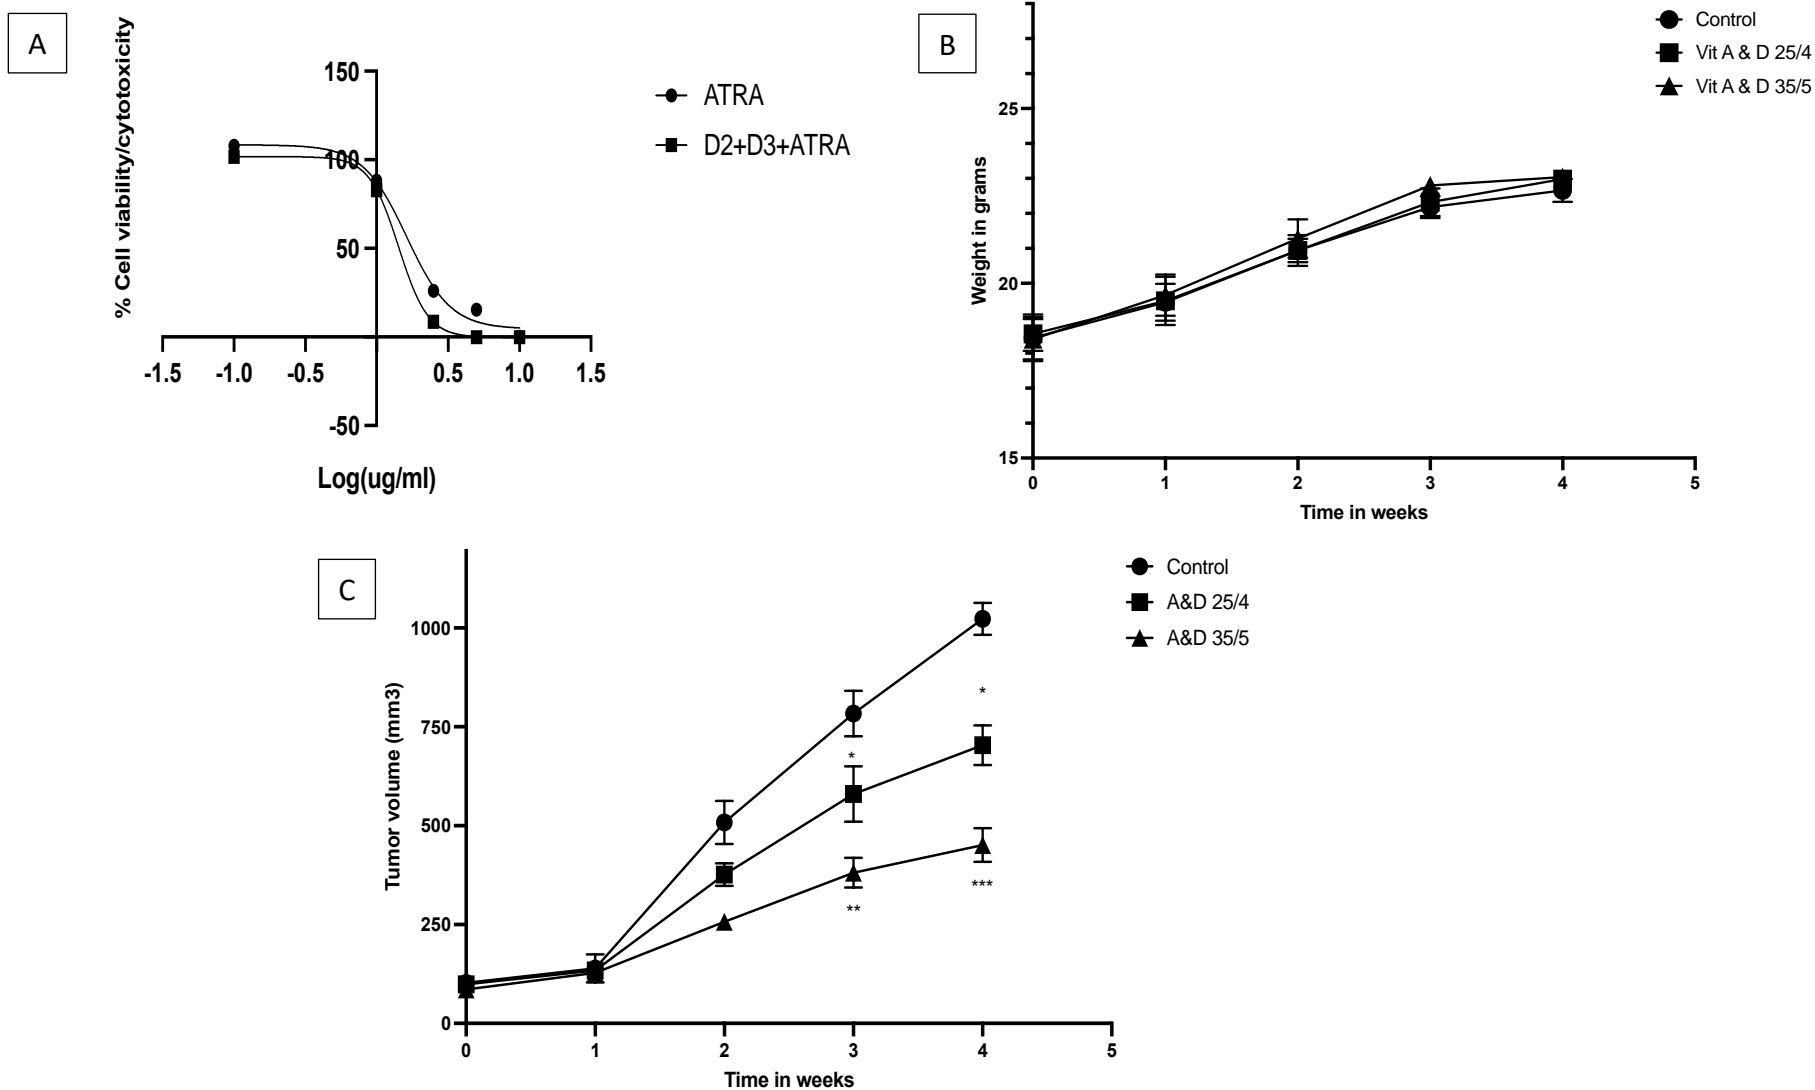 A
% Cell viability/cytotoxicity
150
100
50
-50
-1.5 -1.0 -0.5 0.5 1.0 1.5
Log(ug/ml)
ATRA
D2+D3+ATRA
B
Weight in grams
25
20
15
0 1 2 3 4 5
Time in weeks
Control
Vit A & D 25/4
Vit A & D 35/5
C
Tumor volume (mm3)
1000
750
500
250
0
*
*
**
***
0 1 2 3 4 5
Time in weeks
Control
A&D 25/4
A&D 35/5